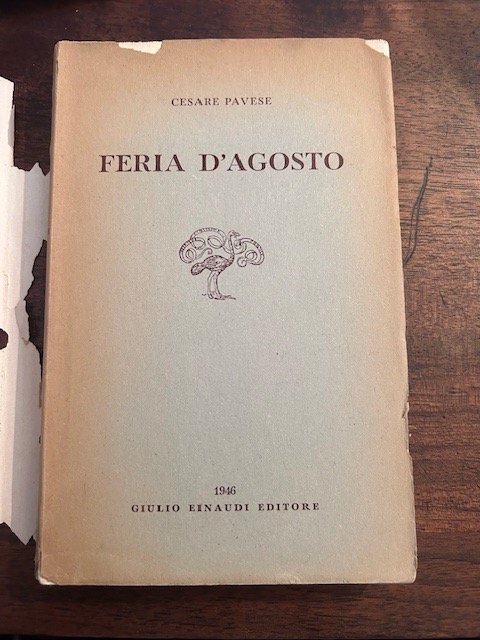 CESARE PAVESE
FERIA D'AGOSTO
1946
GIULIO EINAUDI EDITORE